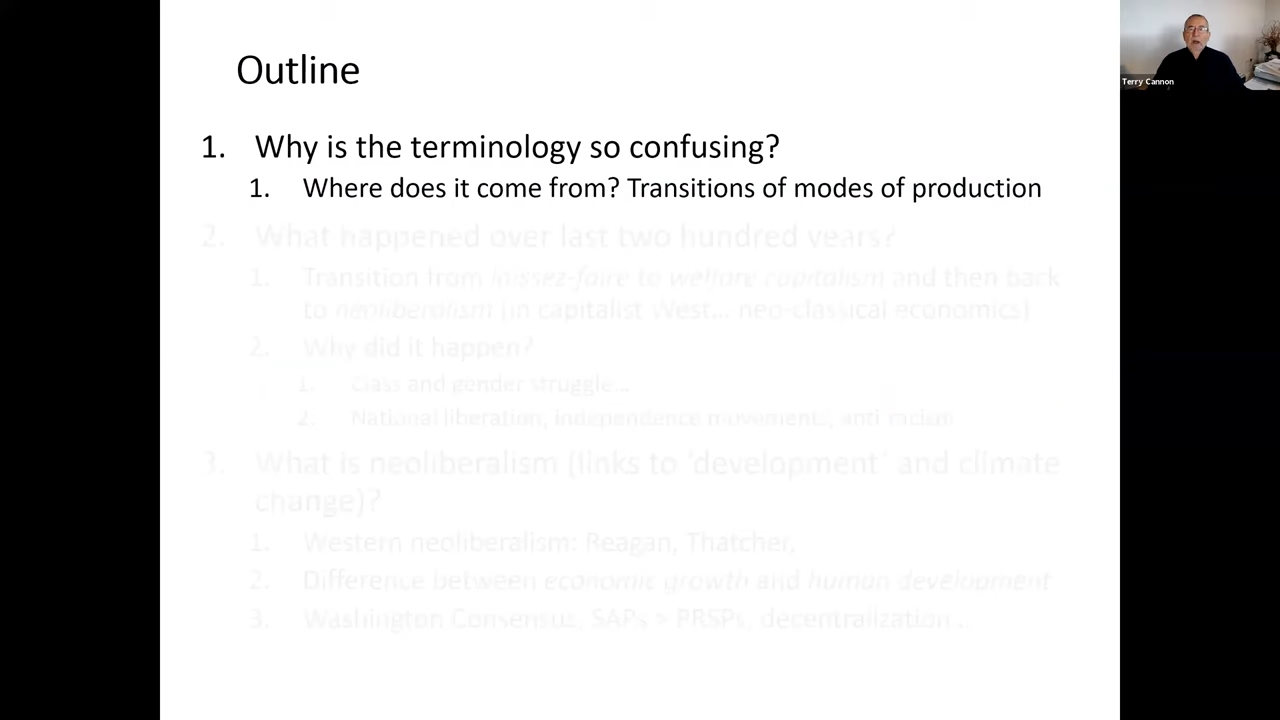 Outline
Terry Cannon
1. Why is the terminology so confusing?
1. Where does it come from? Transitions of modes of production
2. What happened over last two hundred years?
1. Transition from laissez-faire to welfare capitalism and then back
to neoliberalism (in capitalist West... neo-classical economics)
2. Why did it happen?
1. Class and gender struggle...
2. National liberation, independence movements, anti racism
3. What is neoliberalism (links to 'development' and climate
change)?
1. Western neoliberalism: Reagan, Thatcher,
2. Difference between economic growth and human development
3. Washington Consensus, SAPs > PRSPs, decentralization...